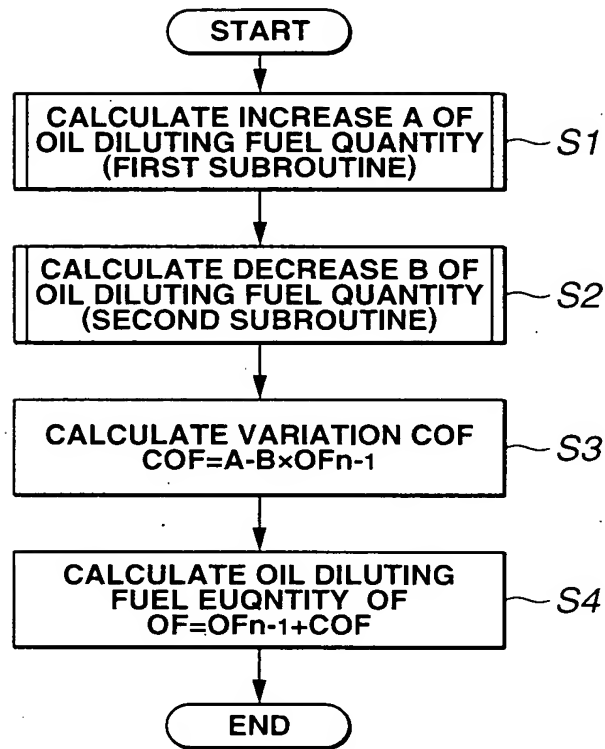 START
CALCULATE INCREASE A OF
OIL DILUTING FUEL QUANTITY
(FIRST SUBROUTINE)
S1
CALCULATE DECREASE B OF
OIL DILUTING FUEL QUANTITY
(SECOND SUBROUTINE)
S2
CALCULATE VARIATION COF
COF=A-B×OFn-1
S3
CALCULATE OIL DILUTING
FUEL EUQNTITY OF
OF=OFn-1+COF
S4
END